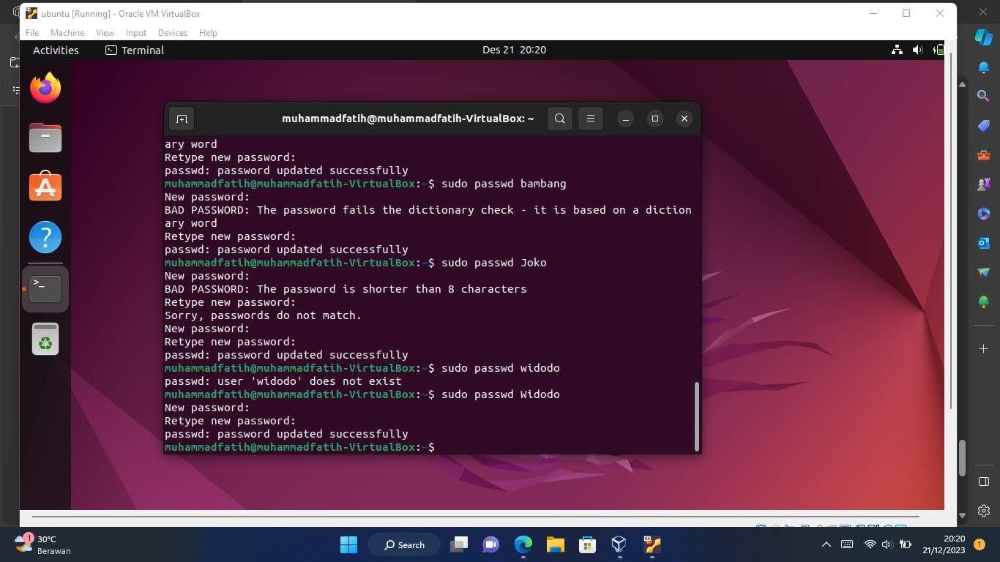 ubuntu [Running] - Oracle VM VirtualBox
File Machine View Input Devices Help
Activities Terminal Des 21 20:20
muhammadfatih@muhammadfatih-VirtualBox: ~
ary word
Retype new password:
passwd: password updated successfully
muhammadfatih@muhammadfatih-VirtualBox:~$ sudo passwd bambang
New password:
BAD PASSWORD: The password fails the dictionary check - it is based on a diction
ary word
Retype new password:
passwd: password updated successfully
muhammadfatih@muhammadfatih-VirtualBox:~$ sudo passwd Joko
New password:
BAD PASSWORD: The password is shorter than 8 characters
Retype new password:
Sorry, passwords do not match.
New password:
Retype new password:
passwd: password updated successfully
muhammadfatih@muhammadfatih-VirtualBox:~$ sudo passwd widodo
passwd: user 'widodo' does not exist
muhammadfatih@muhammadfatih-VirtualBox:~$ sudo passwd Widodo
New password:
Retype new password:
passwd: password updated successfully
muhammadfatih@muhammadfatih-VirtualBox:~$
1
30°C
Berawan
Search
20:20
21/12/2023
1